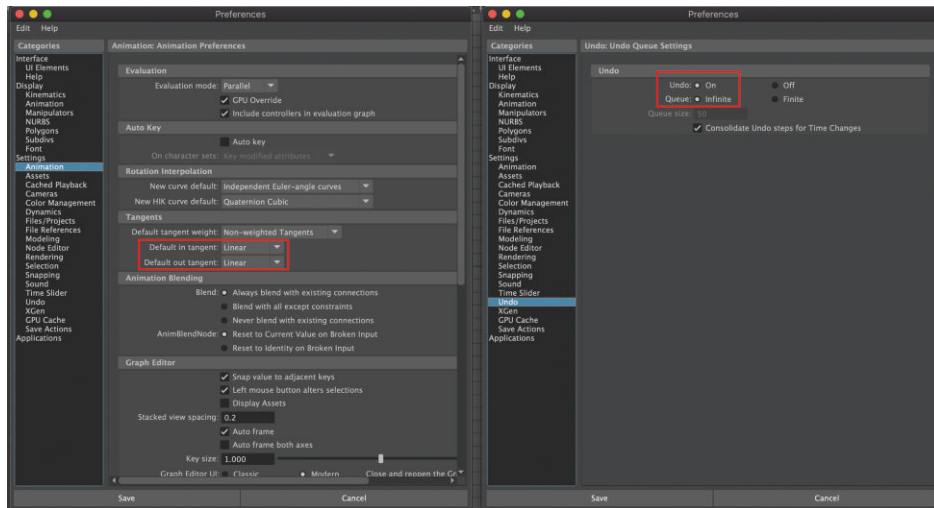 Preferences
Edit Help
Categories
Interface
UI Elements
Help
Display
Kinematics
Animation
Manipulators
NURBS
Polygons
Subdivs
Font
Settings
Animation
Assets
Cached Playback
Cameras
Color Management
Dynamics
Files/Projects
File References
Modeling
Node Editor
Rendering
Selection
Snapping
Sound
Time Slider
Undo
XGen
GPU Cache
Save Actions
Applications
Animation: Animation Preferences
Evaluation
Evaluation mode: Parallel
GPU Override
Include controllers in evaluation graph
Auto Key
Auto key
On character sets: Key modified attributes
Rotation Interpolation
New curve default: Independent Euler-angle curves
New HIK curve default: Quaternion Cubic
Tangents
Default tangent weight: Non-weighted Tangents
Default in tangent: Linear
Default out tangent: Linear
Animation Blending
Blend: Always blend with existing connections
Blend with all except constraints
Never blend with existing connections
AnimBlendNode: Reset to Current Value on Broken Input
Reset to Identity on Broken Input
Graph Editor
Snap value to adjacent keys
Left mouse button alters selections
Display Assets
Stacked view spacing: 0.2
Auto frame
Auto frame both axes
Key size: 1.000
Graph Editor UI: Classic Modern Close and reopen the Gr
Save Cancel
Preferences
Edit Help
Categories
Interface
UI Elements
Help
Display
Kinematics
Animation
Manipulators
NURBS
Polygons
Subdivs
Font
Settings
Animation
Assets
Cached Playback
Cameras
Color Management
Dynamics
Files/Projects
File References
Modeling
Node Editor
Rendering
Selection
Snapping
Sound
Time Slider
Undo
XGen
GPU Cache
Save Actions
Applications
Undo: Undo Queue Settings
Undo
Undo: On Off
Queue: Infinite Finite
Queue size: 50
Consolidate Undo steps for Time Changes
Save Cancel